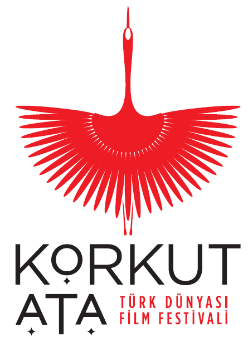 KORKUT
ATA
TÜRK DÜNYASI
FİLM FESTİVALİ